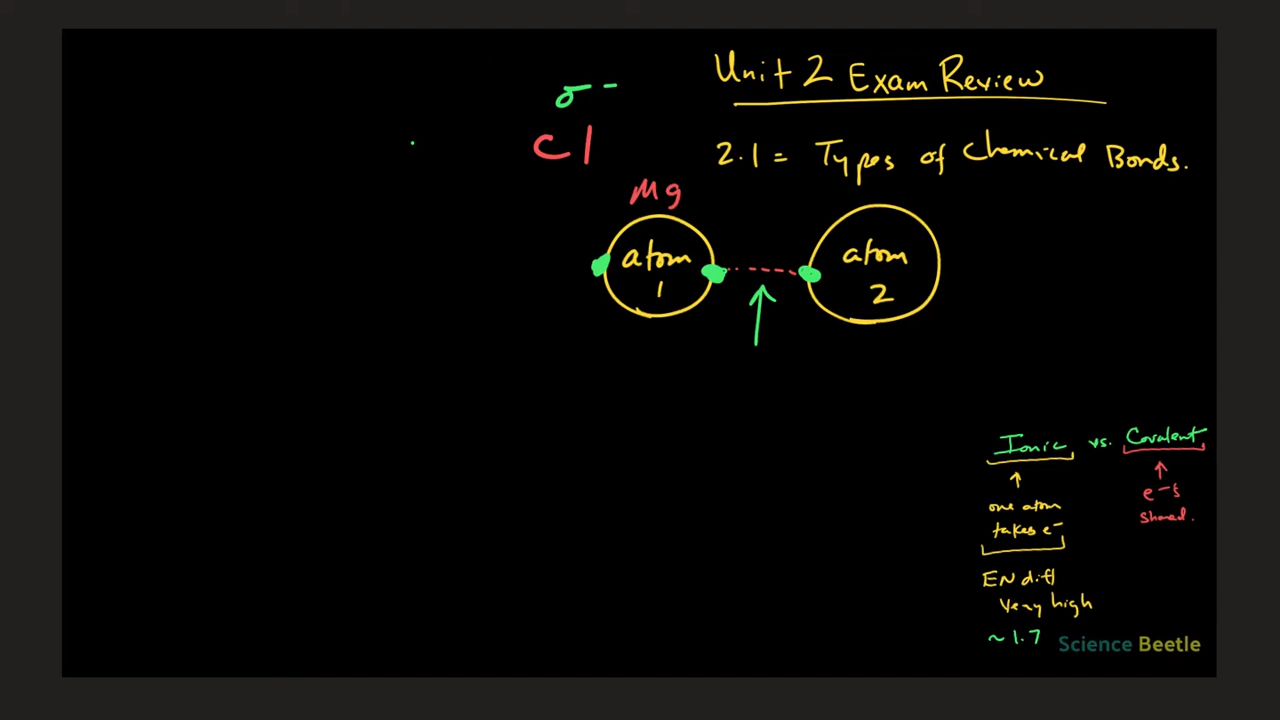 Unit 2 Exam Review
σ-
Cl
2.1 = Types of Chemical Bonds.
Mg
atom
1
atom
2
Ionic vs. Covalent
one atom
takes e-
e-s
shared.
EN diff
Very high
~1.7
Science Beetle